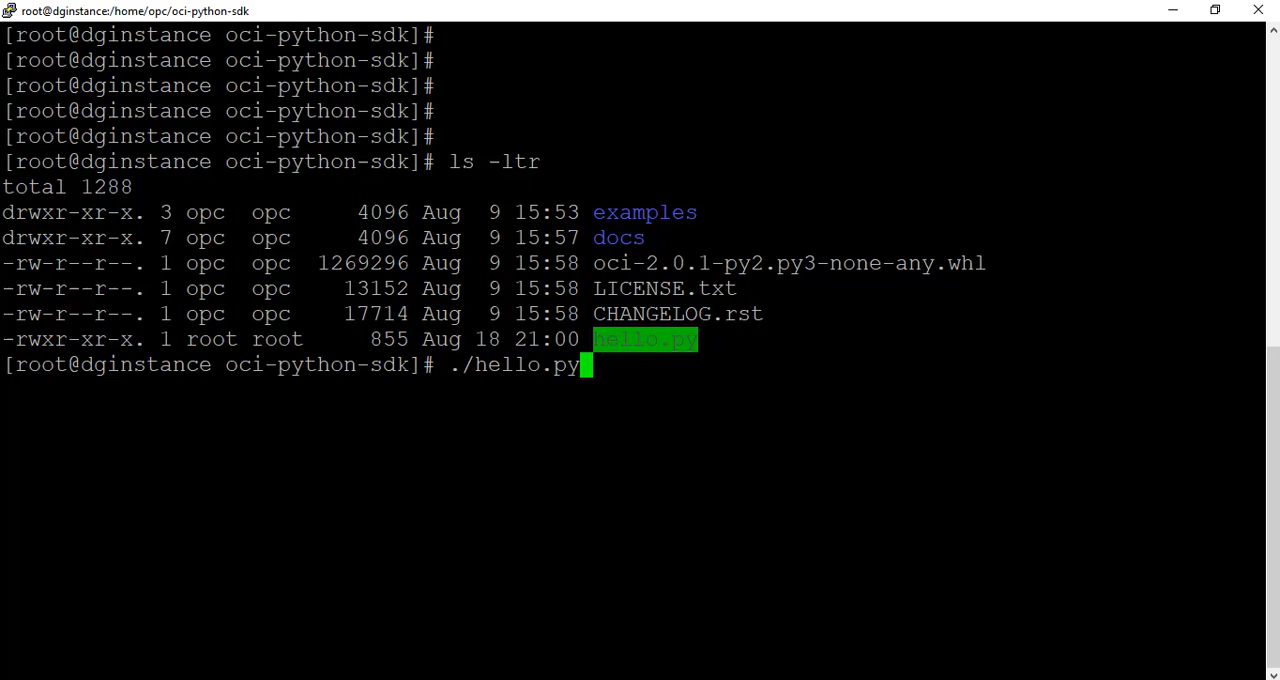 root@dginstance:/home/opc/oci-python-sdk
[root@dginstance oci-python-sdk]#
[root@dginstance oci-python-sdk]#
[root@dginstance oci-python-sdk]#
[root@dginstance oci-python-sdk]#
[root@dginstance oci-python-sdk]#
[root@dginstance oci-python-sdk]# ls -ltr
total 1288
drwxr-xr-x. 3 opc  opc     4096 Aug  9 15:53 examples
drwxr-xr-x. 7 opc  opc     4096 Aug  9 15:57 docs
-rw-r--r--. 1 opc  opc  1269296 Aug  9 15:58 oci-2.0.1-py2.py3-none-any.whl
-rw-r--r--. 1 opc  opc    13152 Aug  9 15:58 LICENSE.txt
-rw-r--r--. 1 opc  opc    17714 Aug  9 15:58 CHANGELOG.rst
-rwxr-xr-x. 1 root root     855 Aug 18 21:00 hello.py
[root@dginstance oci-python-sdk]# ./hello.py